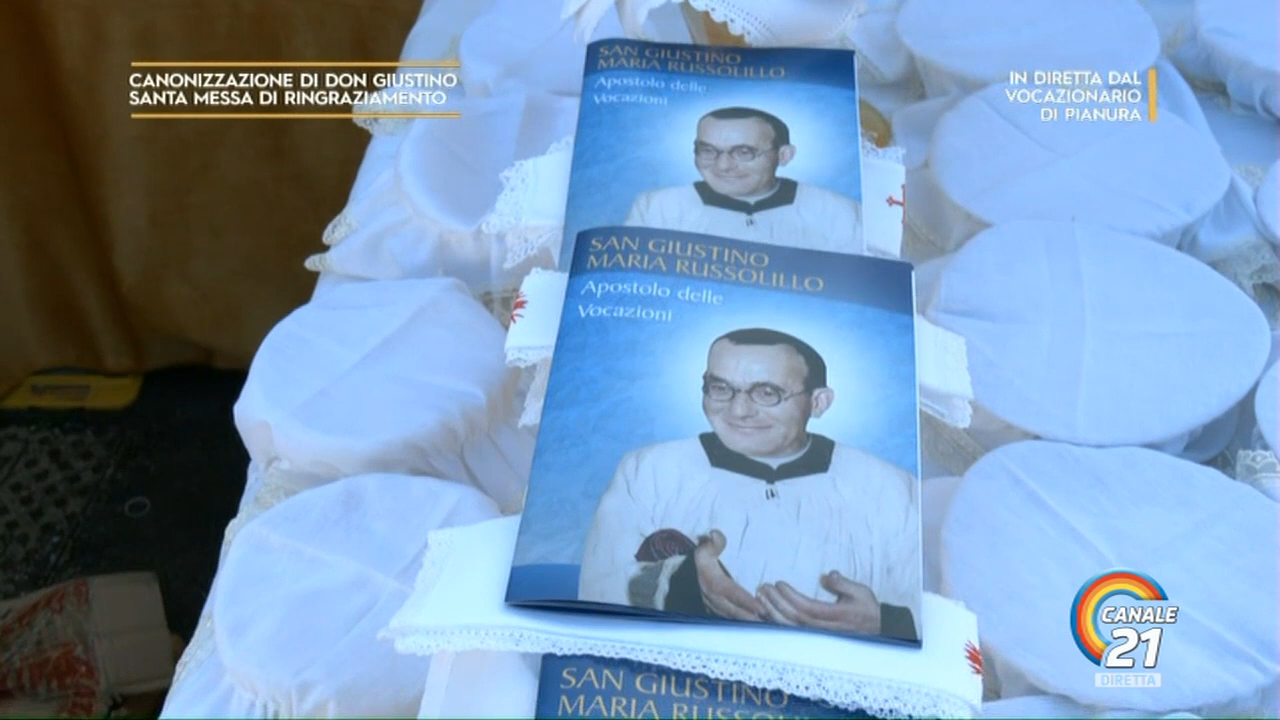 CANONIZZAZIONE DI DON GIUSTINO
SANTA MESSA DI RINGRAZIAMENTO
IN DIRETTA DAL
VOCAZIONARIO
DI PIANURA
SAN GIUSTINO
MARIA RUSSOLILLO
Apostolo delle
Vocazioni
SAN GIUSTINO
MARIA RUSSOLILLO
Apostolo delle
Vocazioni
SAN GIUSTINO
MARIA
CANALE
21
DIRETTA